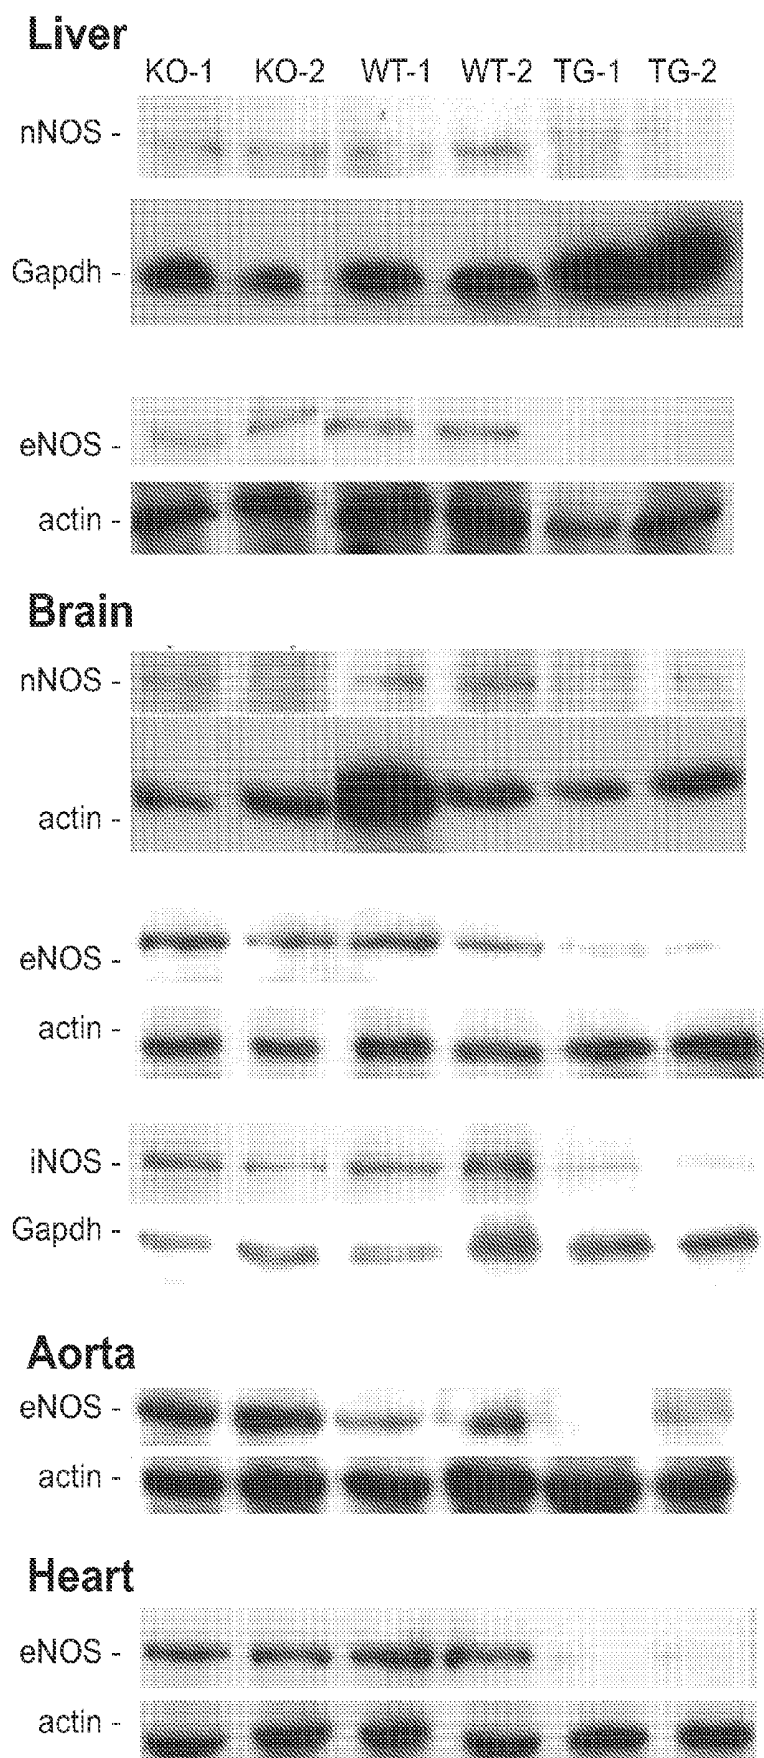 Liver
KO-1 KO-2 WT-1 WT-2 TG-1 TG-2
nNOS -
Gapdh -
eNOS -
actin -
Brain
nNOS -
actin -
eNOS -
actin -
iNOS -
Gapdh -
Aorta
eNOS -
actin -
Heart
eNOS -
actin -